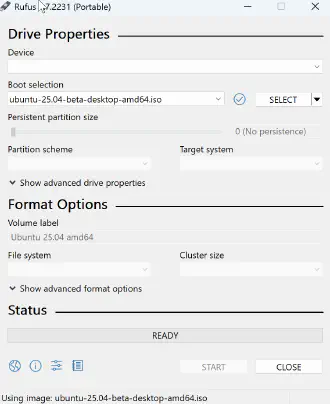 Rufus 7.2231 (Portable)
Drive Properties
Device
Boot selection
ubuntu-25.04-beta-desktop-amd64.iso
SELECT
Persistent partition size
0 (No persistence)
Partition scheme
Target system
Show advanced drive properties
Format Options
Volume label
Ubuntu 25.04 amd64
File system
Cluster size
Show advanced format options
Status
READY
START
CLOSE
Using image: ubuntu-25.04-beta-desktop-amd64.iso